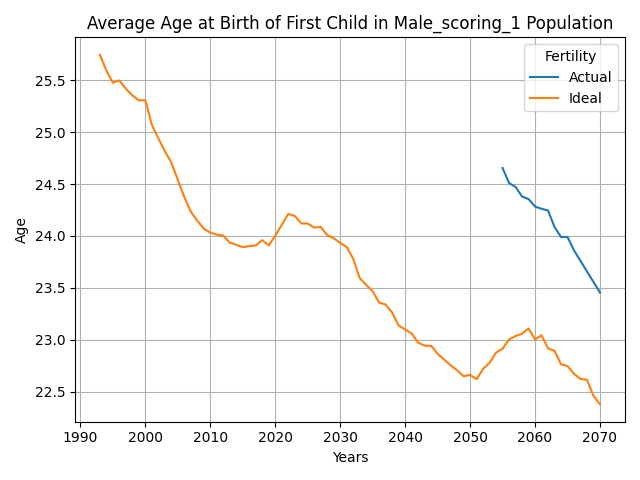 Average Age at Birth of First Child in Male_scoring_1 Population
Fertility
Actual
Ideal
Age
25.5
25.0
24.5
24.0
23.5
23.0
22.5
1990 2000 2010 2020 2030 2040 2050 2060 2070
Years